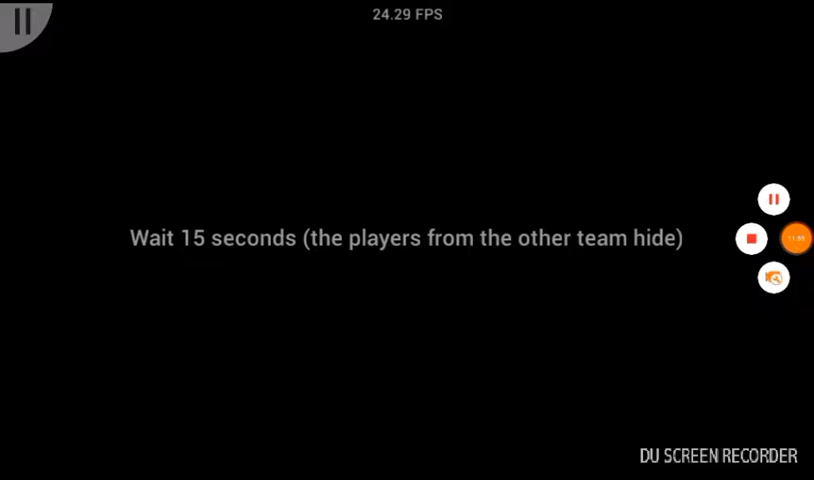 24.29 FPS
Wait 15 seconds (the players from the other team hide)
DU SCREEN RECORDER